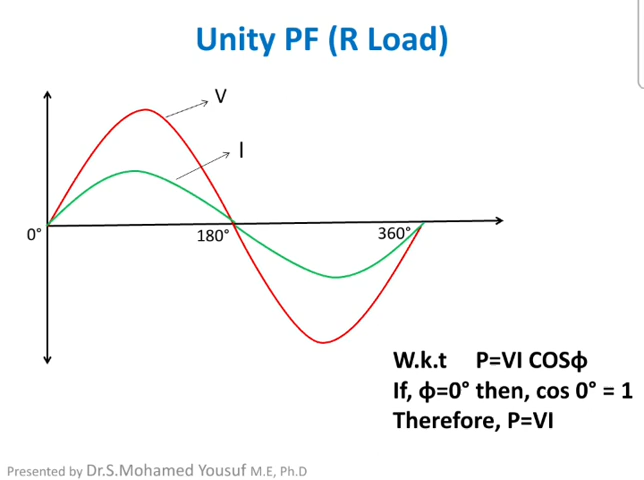 Unity PF (R Load)
V
I
0°
180°
360°
W.k.t P=VI COSϕ
If, ϕ=0° then, cos 0° = 1
Therefore, P=VI
Presented by Dr.S.Mohamed Yousuf M.E, Ph.D